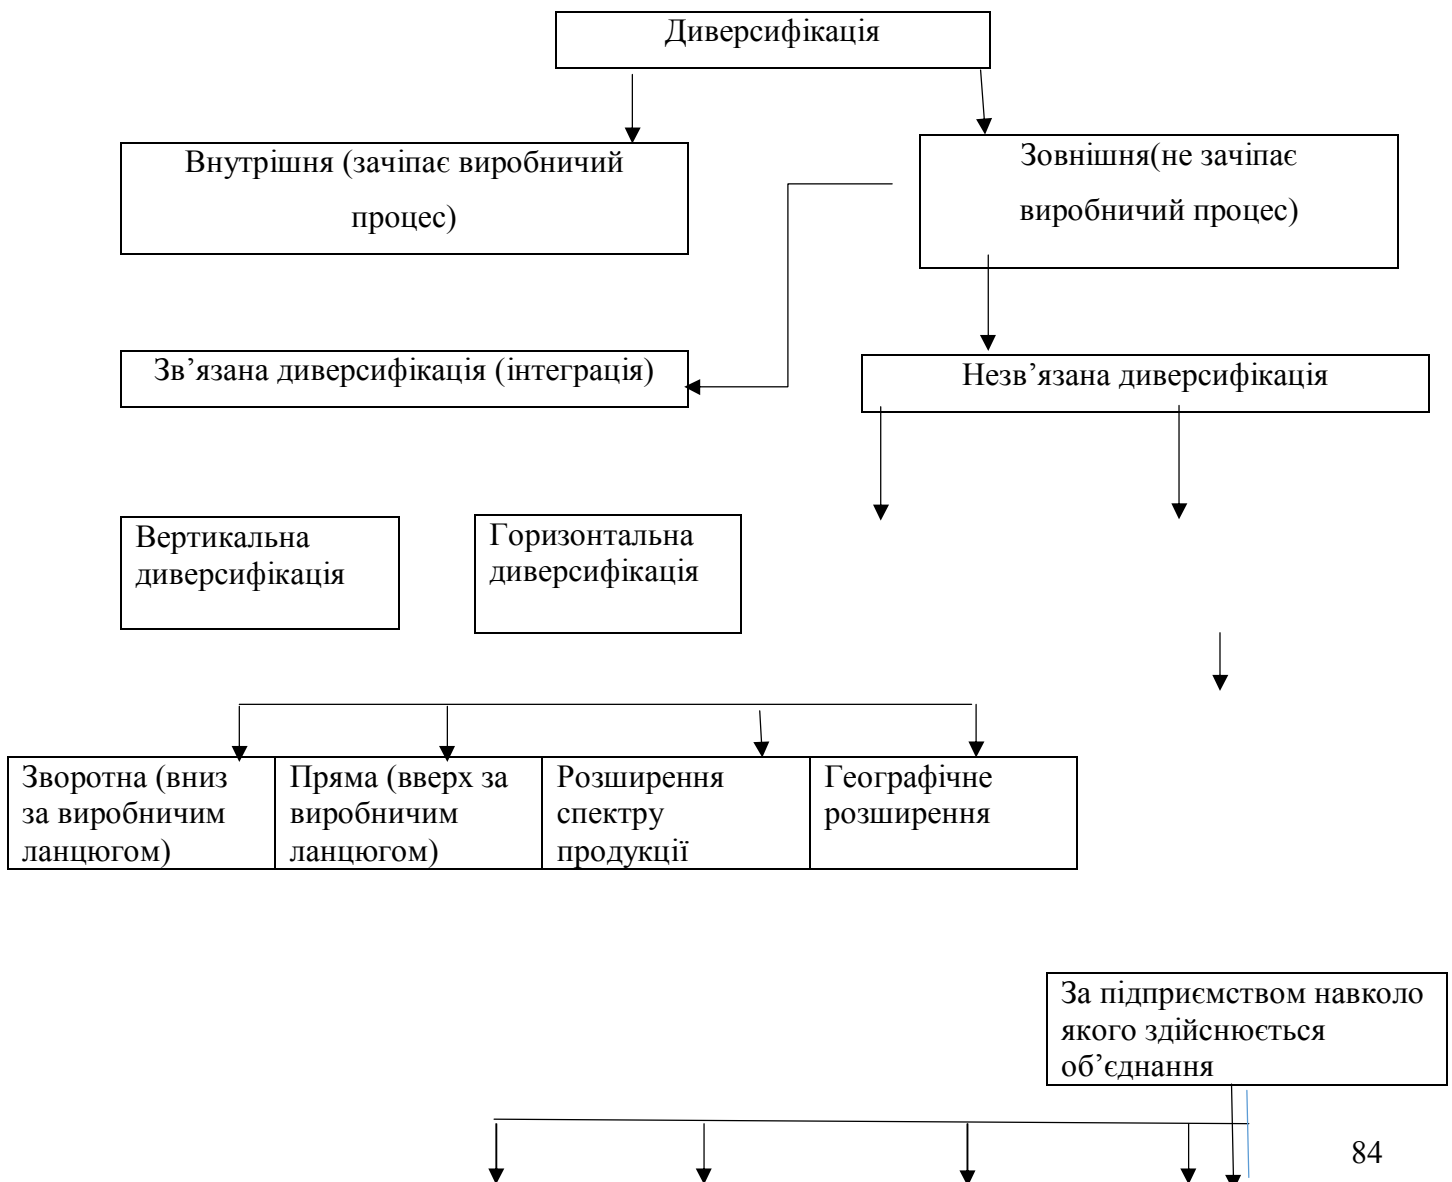 Диверсифікація
Внутрішня (зачіпає виробничий
процес)
Зовнішня(не зачіпає
виробничий процес)
Зв’язана диверсифікація (інтеграція)
Незв’язана диверсифікація
Вертикальна
диверсифікація
Горизонтальна
диверсифікація
Зворотна (вниз
за виробничим
ланцюгом)
Пряма (вверх за
виробничим
ланцюгом)
Розширення
спектру
продукції
Географічне
розширення
За підприємством навколо
якого здійснюється
об’єднання
84